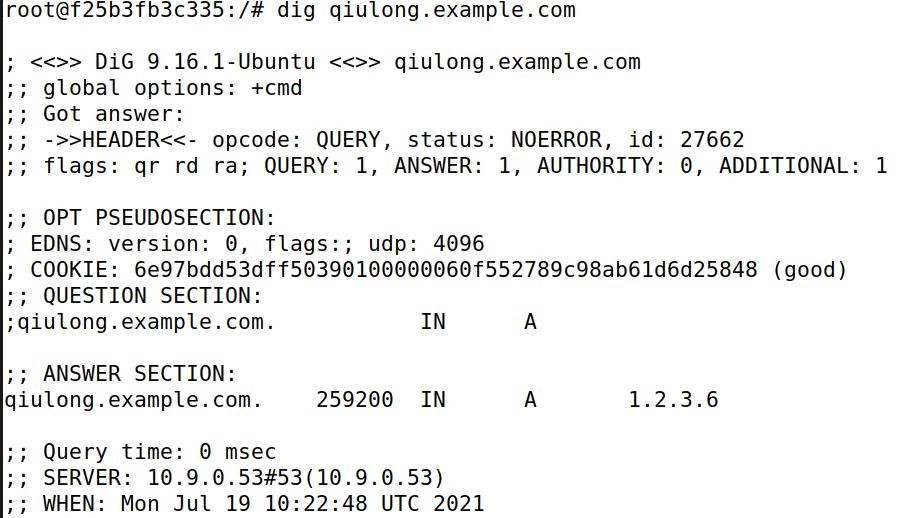 root@f25b3fb3c335:/# dig qiulong.example.com
; <<>> DiG 9.16.1-Ubuntu <<>> qiulong.example.com
;; global options: +cmd
;; Got answer:
;; ->>HEADER<<- opcode: QUERY, status: NOERROR, id: 27662
;; flags: qr rd ra; QUERY: 1, ANSWER: 1, AUTHORITY: 0, ADDITIONAL: 1
;; OPT PSEUDOSECTION:
; EDNS: version: 0, flags:; udp: 4096
; COOKIE: 6e97bdd53dff50390100000060f552789c98ab61d6d25848 (good)
;; QUESTION SECTION:
;qiulong.example.com. IN A
;; ANSWER SECTION:
qiulong.example.com. 259200 IN A 1.2.3.6
;; Query time: 0 msec
;; SERVER: 10.9.0.53#53(10.9.0.53)
;; WHEN: Mon Jul 19 10:22:48 UTC 2021